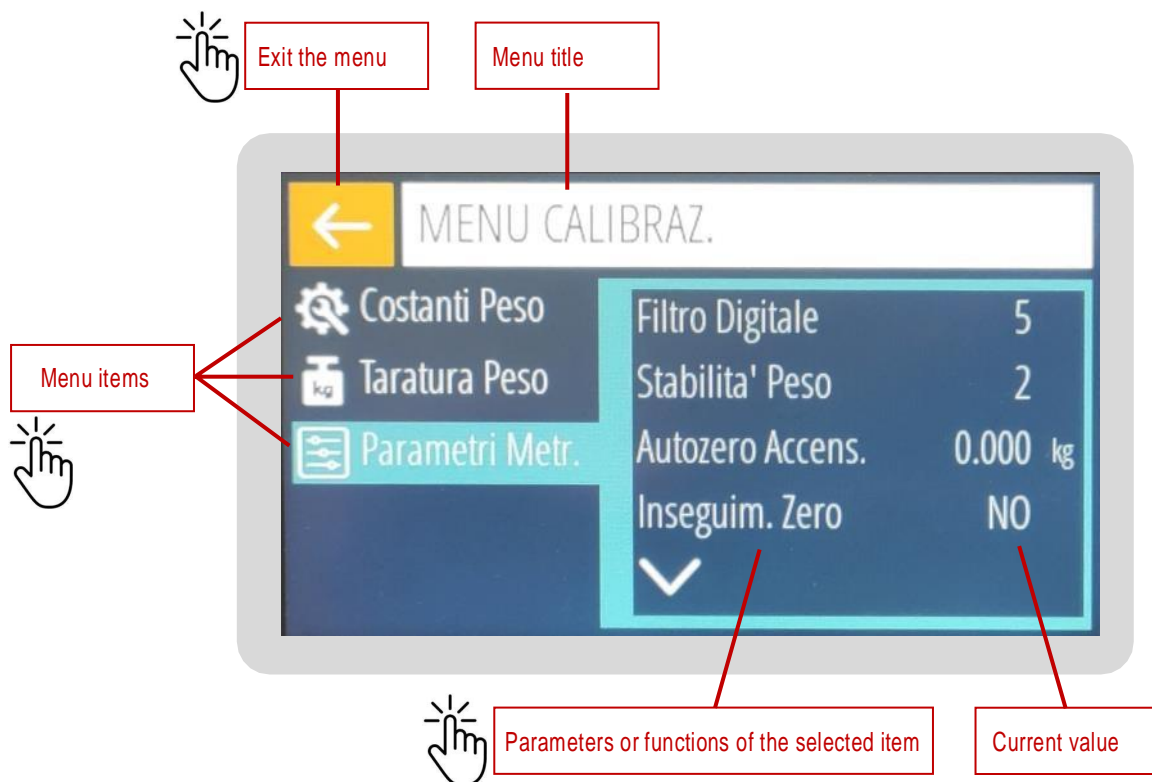 Exit the menu
Menu title
MENU CALIBRAZ.
Costanti Peso
kg Taratura Peso
Parametri Metr.
Menu items
Filtro Digitale 5
Stabilita' Peso 2
Autozero Accens. 0.000 kg
Inseguim. Zero NO
Parameters or functions of the selected item
Current value